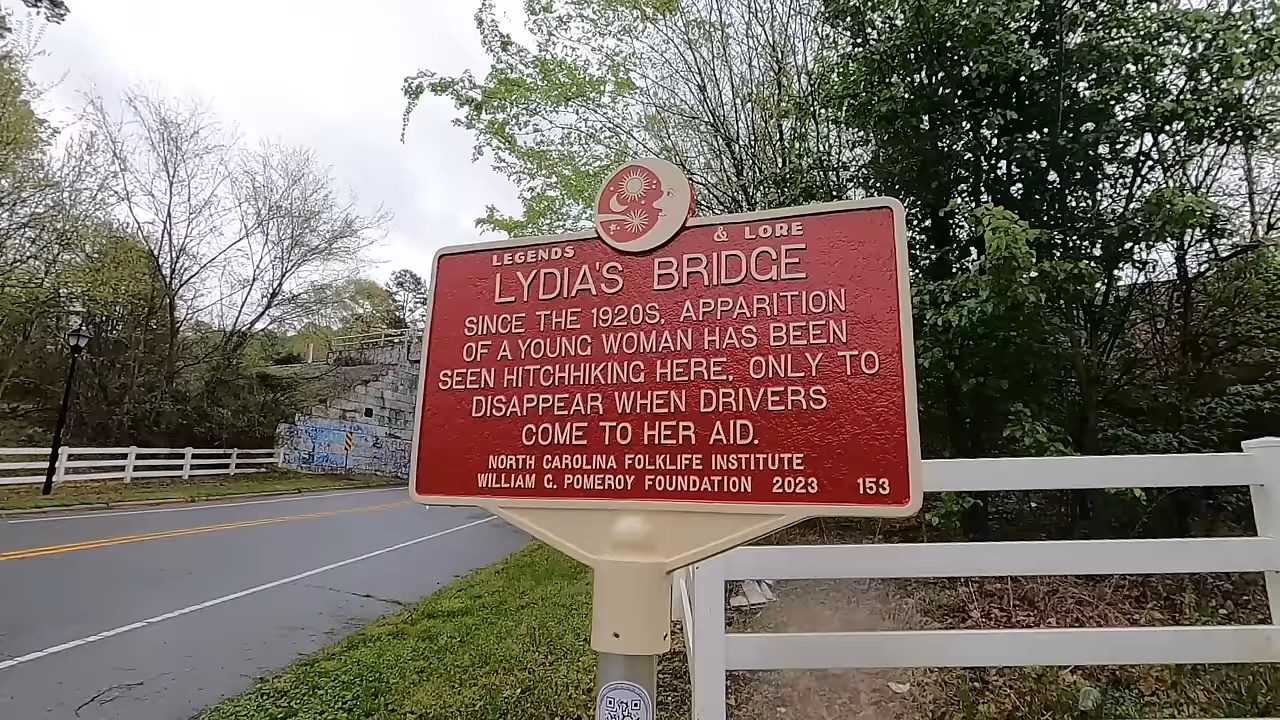 LEGENDS & LORE
LYDIA'S BRIDGE
SINCE THE 1920S, APPARITION
OF A YOUNG WOMAN HAS BEEN
SEEN HITCHHIKING HERE, ONLY TO
DISAPPEAR WHEN DRIVERS
COME TO HER AID.
NORTH CAROLINA FOLKLIFE INSTITUTE
WILLIAM G. POMEROY FOUNDATION 2023 153